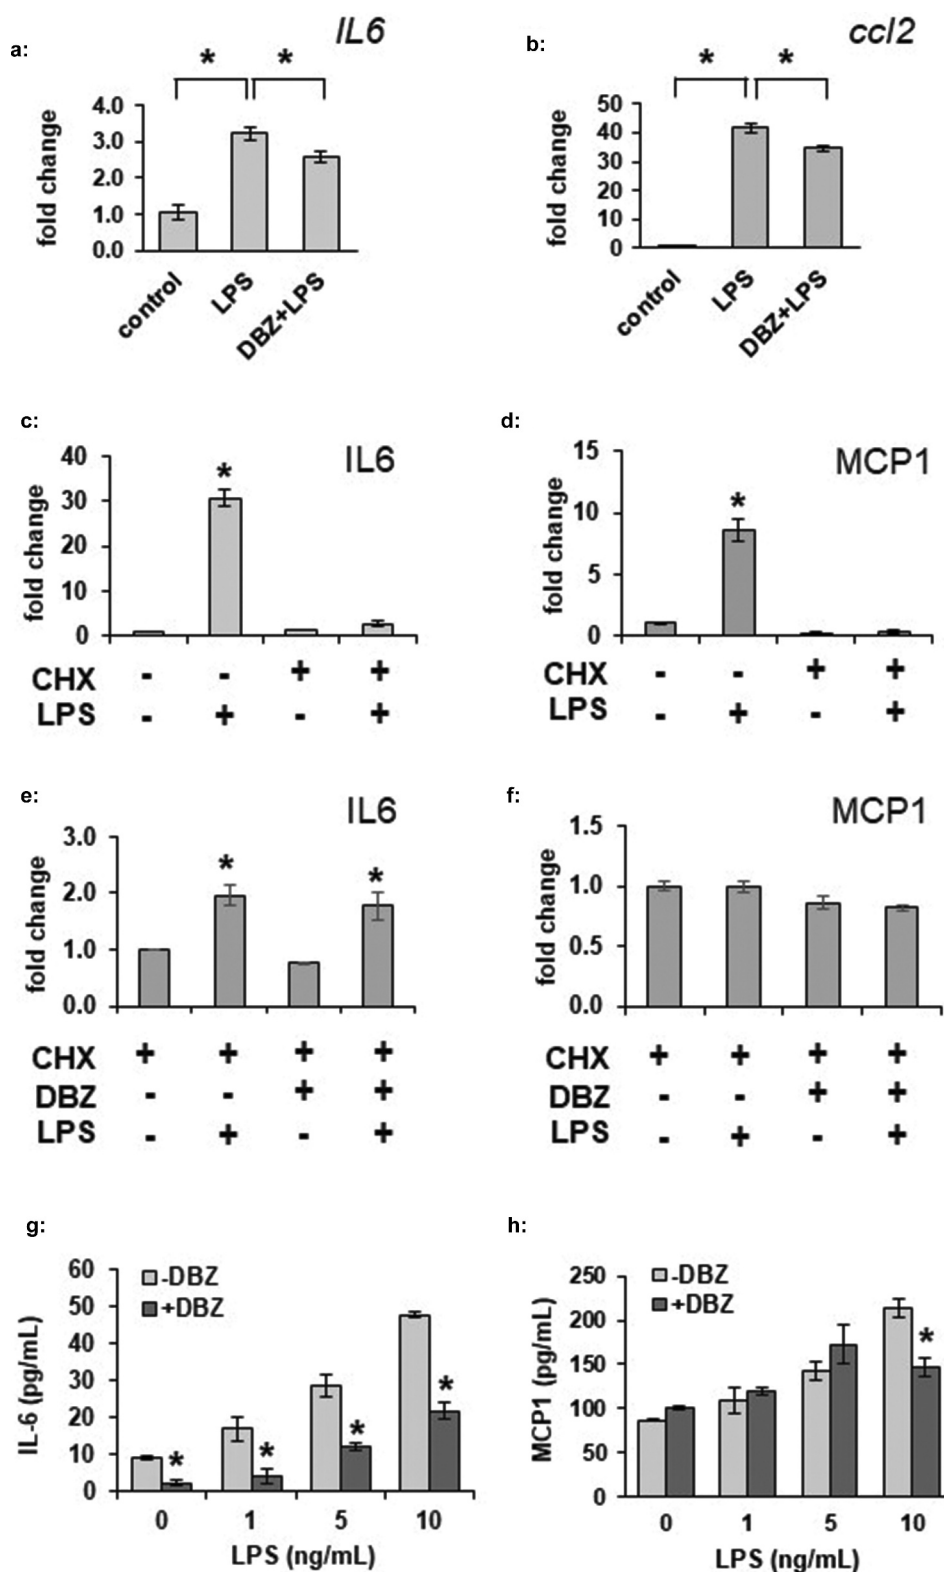 a: IL6
* *
fold change
4.0
3.0
2.0
1.0
0.0
control LPS DBZ+LPS
b: ccl2
* *
fold change
50
40
30
20
10
0
control LPS DBZ+LPS
c: IL6
fold change
40
30
20
10
0
*
CHX - - + +
LPS - + - +
d: MCP1
fold change
15
10
5
0
*
CHX - - + +
LPS - + - +
e: IL6
fold change
3.0
2.0
1.0
0.0
* *
CHX + + + +
DBZ - - + +
LPS - + - +
f: MCP1
fold change
1.5
1.0
0.5
0.0
CHX + + + +
DBZ - - + +
LPS - + - +
g:
-DBZ
+DBZ
IL-6 (pg/mL)
60
50
40
30
20
10
0
* * * *
0 1 5 10
LPS (ng/mL)
h:
-DBZ
+DBZ
MCP1 (pg/mL)
250
200
150
100
50
0
*
0 1 5 10
LPS (ng/mL)